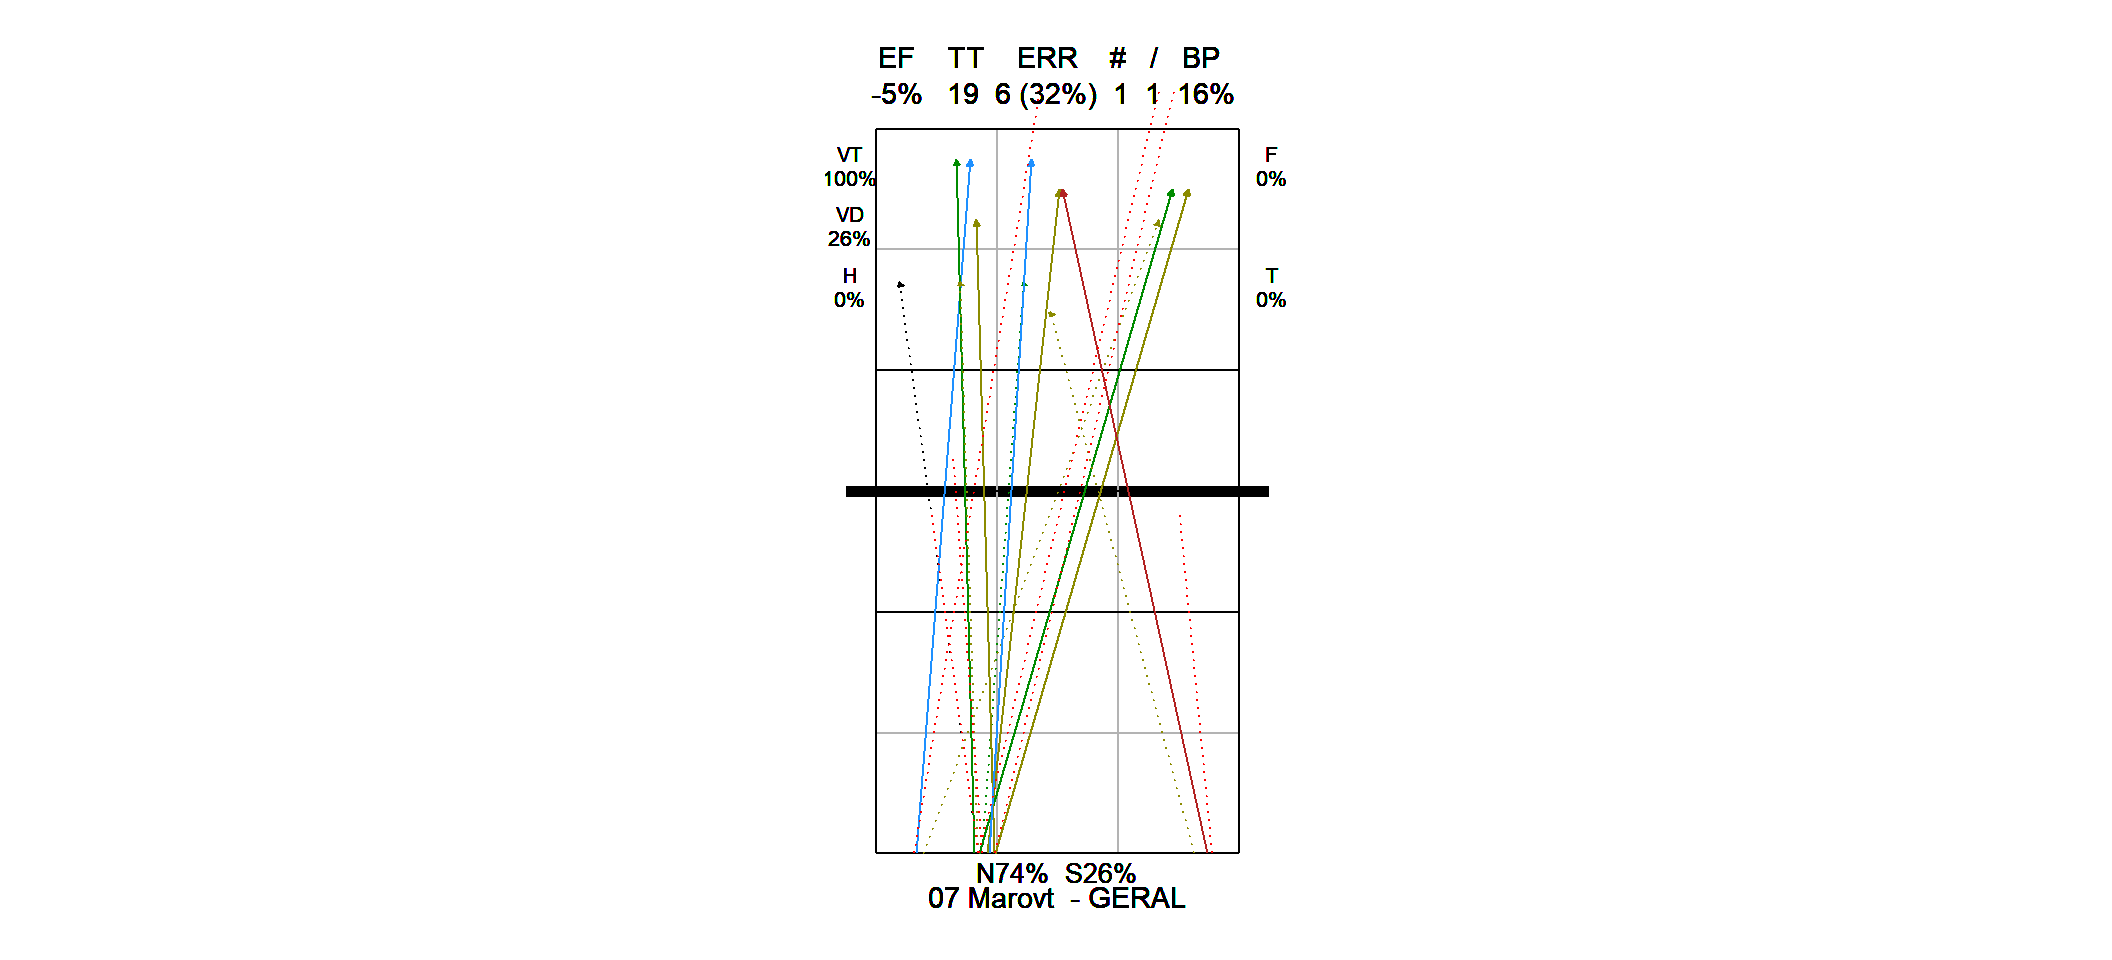 EF TT ERR # / BP
-5% 19 6 (32%) 1 1 16%
VT
100%
F
0%
VD
26%
H
0%
T
0%
N74% S26%
07 Marovt - GERAL